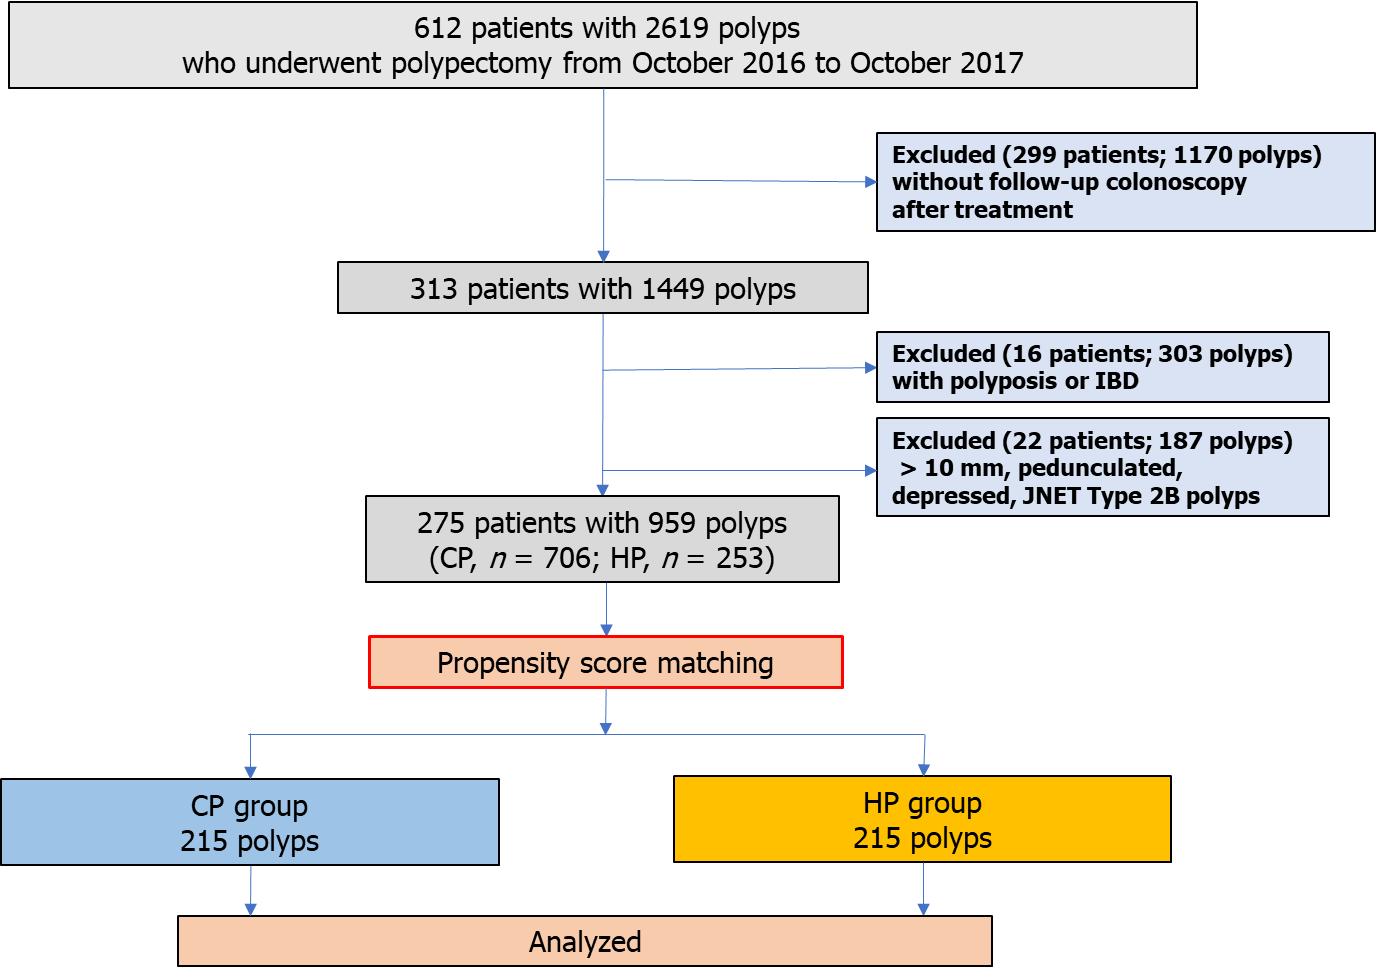 612 patients with 2619 polyps
who underwent polypectomy from October 2016 to October 2017
Excluded (299 patients; 1170 polyps)
without follow-up colonoscopy
after treatment
313 patients with 1449 polyps
Excluded (16 patients; 303 polyps)
with polyposis or IBD
Excluded (22 patients; 187 polyps)
> 10 mm, pedunculated,
depressed, JNET Type 2B polyps
275 patients with 959 polyps
(CP, n = 706; HP, n = 253)
Propensity score matching
CP group
215 polyps
HP group
215 polyps
Analyzed